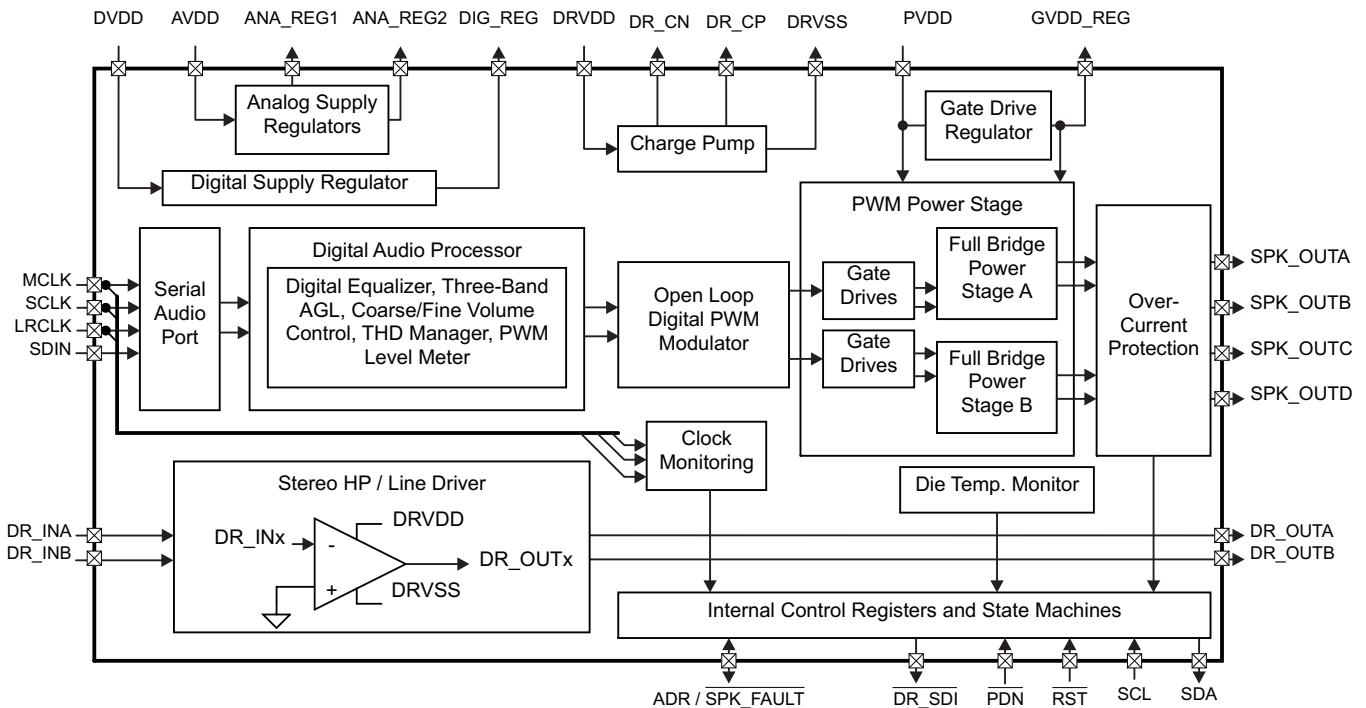 DVDD AVDD ANA_REG1 ANA_REG2 DIG_REG DRVDD DR_CN DR_CP DRVSS PVDD GVDD_REG
Analog Supply
Regulators
Digital Supply Regulator
Charge Pump
Gate Drive
Regulator
PWM Power Stage
MCLK
SCLK
LRCLK
SDIN
Serial
Audio
Port
Digital Audio Processor
Digital Equalizer, Three-Band
AGL, Coarse/Fine Volume
Control, THD Manager, PWM
Level Meter
Open Loop
Digital PWM
Modulator
Gate
Drives
Full Bridge
Power
Stage A
Gate
Drives
Full Bridge
Power
Stage B
Over-
Current
Protection
SPK_OUTA
SPK_OUTB
SPK_OUTC
SPK_OUTD
Clock
Monitoring
Die Temp. Monitor
Stereo HP / Line Driver
DR_INA
DR_INB
DR_INx
-
+
DRVDD
DRVSS
DR_OUTx
DR_OUTA
DR_OUTB
Internal Control Registers and State Machines
ADR / SPK_FAULT DR_SDI PDN RST SCL SDA